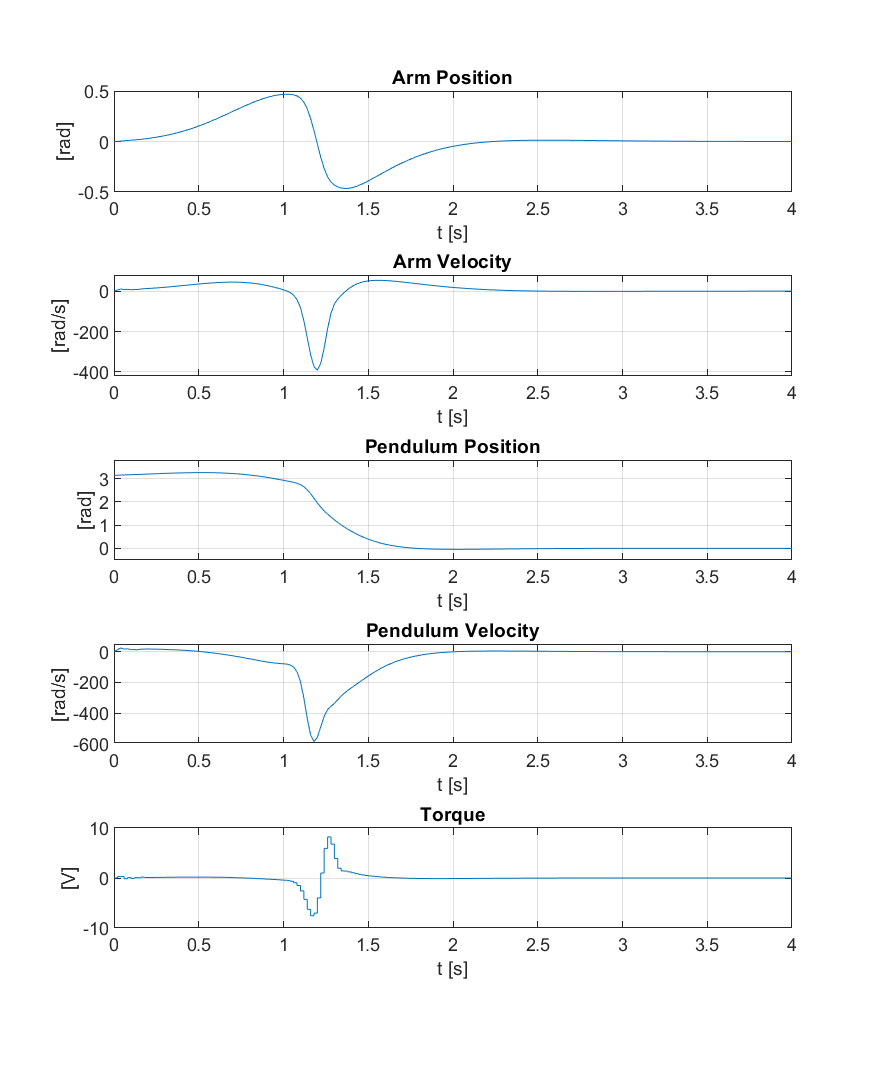 Arm Position
0.5
0
-0.5
[rad]
0 0.5 1 1.5 2 2.5 3 3.5 4
t [s]
Arm Velocity
0
-200
-400
[rad/s]
0 0.5 1 1.5 2 2.5 3 3.5 4
t [s]
Pendulum Position
3
2
1
0
[rad]
0 0.5 1 1.5 2 2.5 3 3.5 4
t [s]
Pendulum Velocity
0
-200
-400
-600
[rad/s]
0 0.5 1 1.5 2 2.5 3 3.5 4
t [s]
Torque
10
0
-10
[V]
0 0.5 1 1.5 2 2.5 3 3.5 4
t [s]